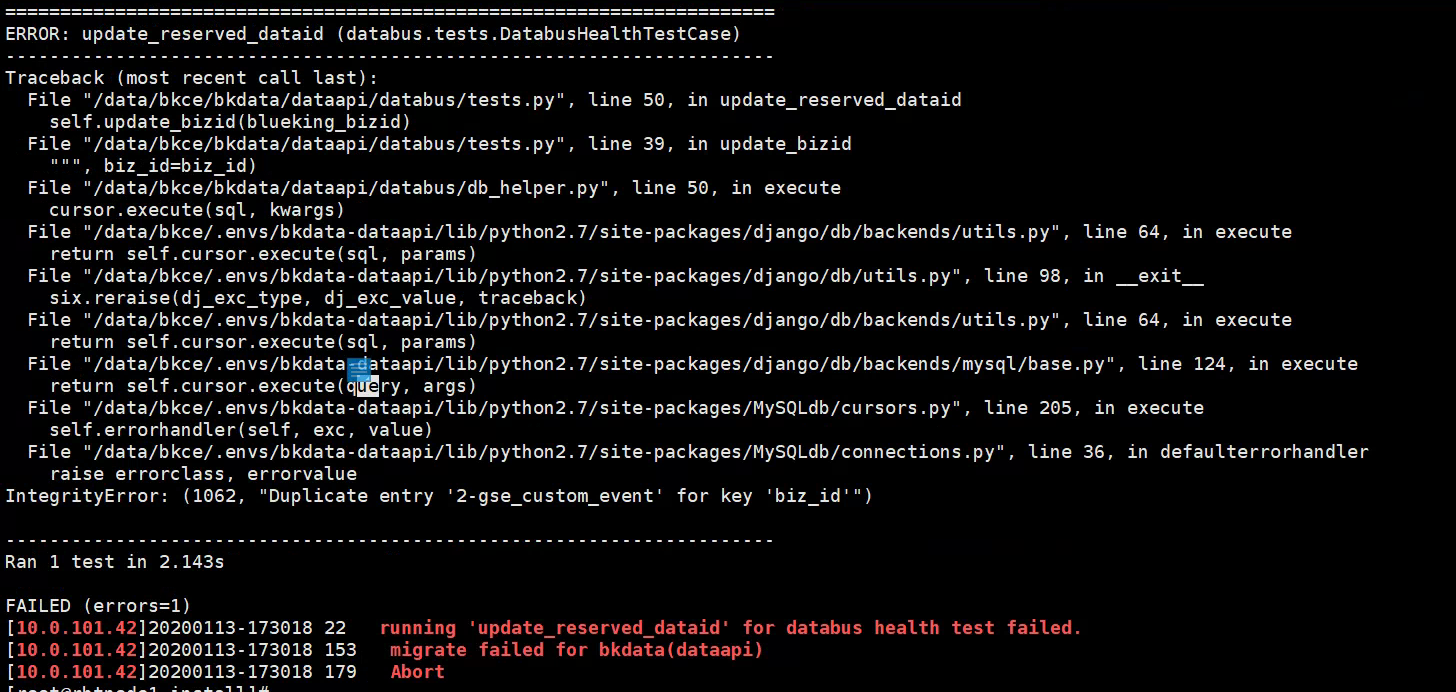 ======================================================================
ERROR: update_reserved_dataid (databus.tests.DatabusHealthTestCase)
----------------------------------------------------------------------
Traceback (most recent call last):
  File "/data/bkce/bkdata/dataapi/databus/tests.py", line 50, in update_reserved_dataid
    self.update_bizid(blueking_bizid)
  File "/data/bkce/bkdata/dataapi/databus/tests.py", line 39, in update_bizid
    """, biz_id=biz_id)
  File "/data/bkce/bkdata/dataapi/databus/db_helper.py", line 50, in execute
    cursor.execute(sql, kwargs)
  File "/data/bkce/.envs/bkdata-dataapi/lib/python2.7/site-packages/django/db/backends/utils.py", line 64, in execute
    return self.cursor.execute(sql, params)
  File "/data/bkce/.envs/bkdata-dataapi/lib/python2.7/site-packages/django/db/utils.py", line 98, in __exit__
    six.reraise(dj_exc_type, dj_exc_value, traceback)
  File "/data/bkce/.envs/bkdata-dataapi/lib/python2.7/site-packages/django/db/backends/utils.py", line 64, in execute
    return self.cursor.execute(sql, params)
  File "/data/bkce/.envs/bkdata-dataapi/lib/python2.7/site-packages/django/db/backends/mysql/base.py", line 124, in execute
    return self.cursor.execute(query, args)
  File "/data/bkce/.envs/bkdata-dataapi/lib/python2.7/site-packages/MySQLdb/cursors.py", line 205, in execute
    self.errorhandler(self, exc, value)
  File "/data/bkce/.envs/bkdata-dataapi/lib/python2.7/site-packages/MySQLdb/connections.py", line 36, in defaulterrorhandler
    raise errorclass, errorvalue
IntegrityError: (1062, "Duplicate entry '2-gse_custom_event' for key 'biz_id'")
----------------------------------------------------------------------
Ran 1 test in 2.143s
FAILED (errors=1)
[10.0.101.42]20200113-173018 22   running 'update_reserved_dataid' for databus health test failed.
[10.0.101.42]20200113-173018 153   migrate failed for bkdata(dataapi)
[10.0.101.42]20200113-173018 179   Abort